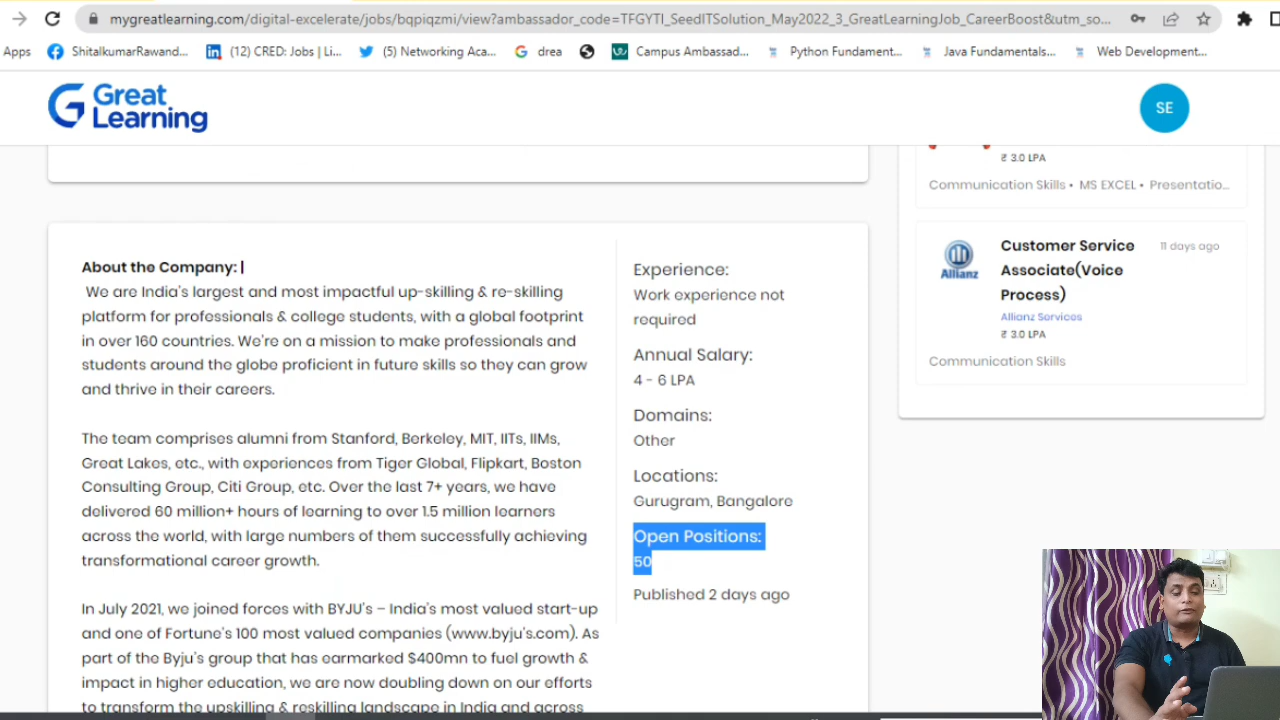 mygreatlearning.com/digital-excelerate/jobs/bqpiqzmi/view?ambassador_code=TFGYTI_SeedITSolution_May2022_3_GreatLearningJob_CareerBoost&utm_so...
Apps ShitalkumarRawand... (12) CRED: Jobs | Li... (5) Networking Aca... drea Campus Ambassad... Python Fundament... Java Fundamentals... Web Development...
Great
Learning
SE
₹ 3.0 LPA
Communication Skills • MS EXCEL • Presentatio...
Allianz
Customer Service
Associate(Voice
Process)
11 days ago
Allianz Services
₹ 3.0 LPA
Communication Skills
About the Company:
We are India's largest and most impactful up-skilling & re-skilling
platform for professionals & college students, with a global footprint
in over 160 countries. We're on a mission to make professionals and
students around the globe proficient in future skills so they can grow
and thrive in their careers.
The team comprises alumni from Stanford, Berkeley, MIT, IITs, IIMs,
Great Lakes, etc., with experiences from Tiger Global, Flipkart, Boston
Consulting Group, Citi Group, etc. Over the last 7+ years, we have
delivered 60 million+ hours of learning to over 1.5 million learners
across the world, with large numbers of them successfully achieving
transformational career growth.
In July 2021, we joined forces with BYJU's – India's most valued start-up
and one of Fortune's 100 most valued companies (www.byju's.com). As
part of the Byju's group that has earmarked $400mn to fuel growth &
impact in higher education, we are now doubling down on our efforts
to transform the upskilling & reskilling landscape in India and across
Experience:
Work experience not
required
Annual Salary:
4 - 6 LPA
Domains:
Other
Locations:
Gurugram, Bangalore
Open Positions:
50
Published 2 days ago